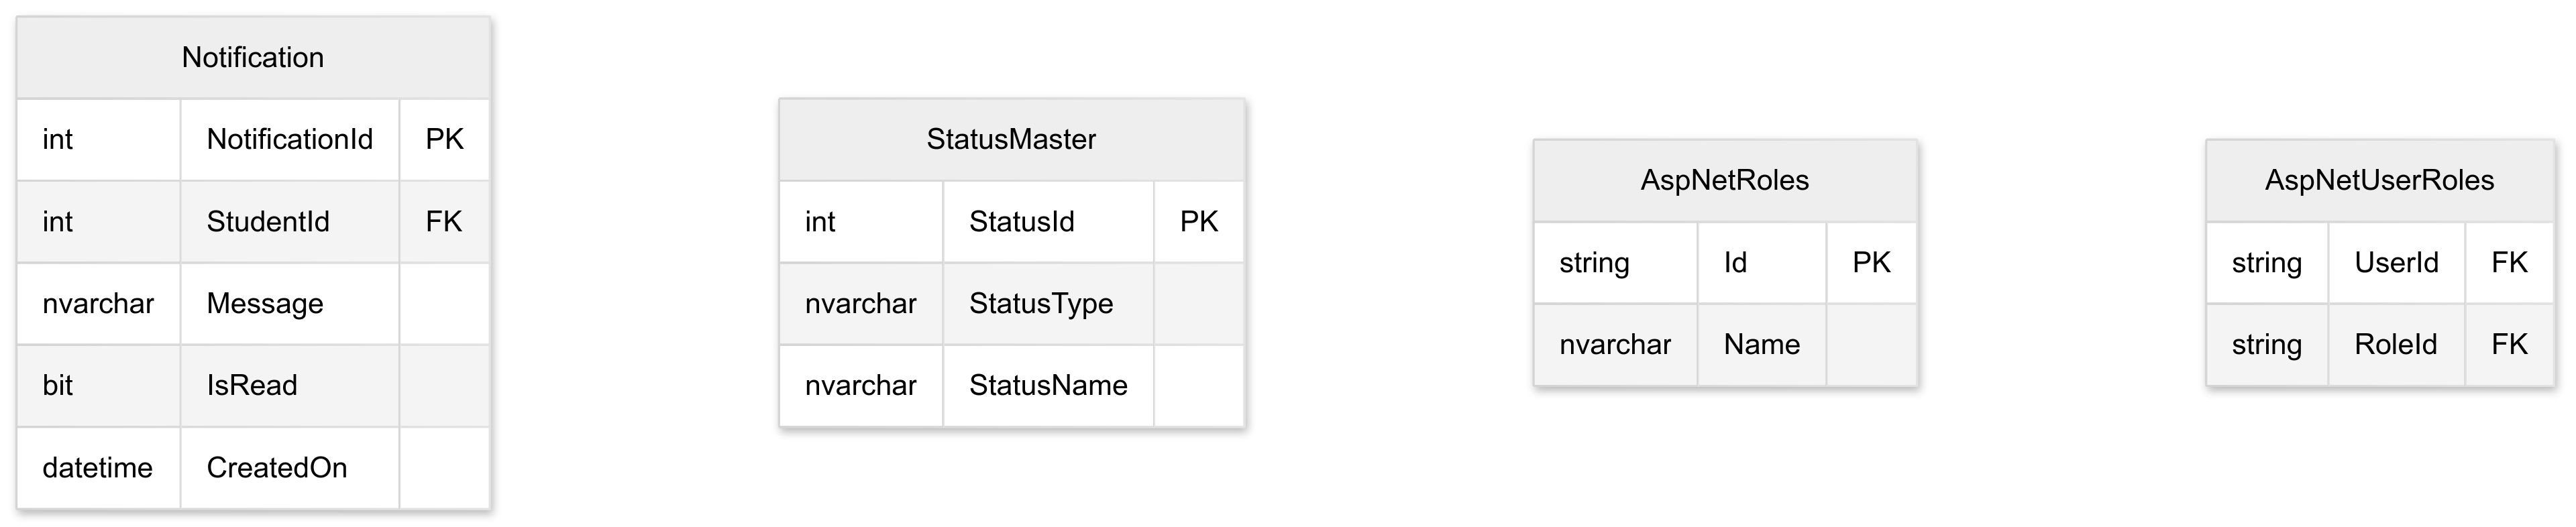 Notification
int NotificationId PK
int StudentId FK
nvarchar Message
bit IsRead
datetime CreatedOn
StatusMaster
int StatusId PK
nvarchar StatusType
nvarchar StatusName
AspNetRoles
string Id PK
nvarchar Name
AspNetUserRoles
string UserId FK
string RoleId FK